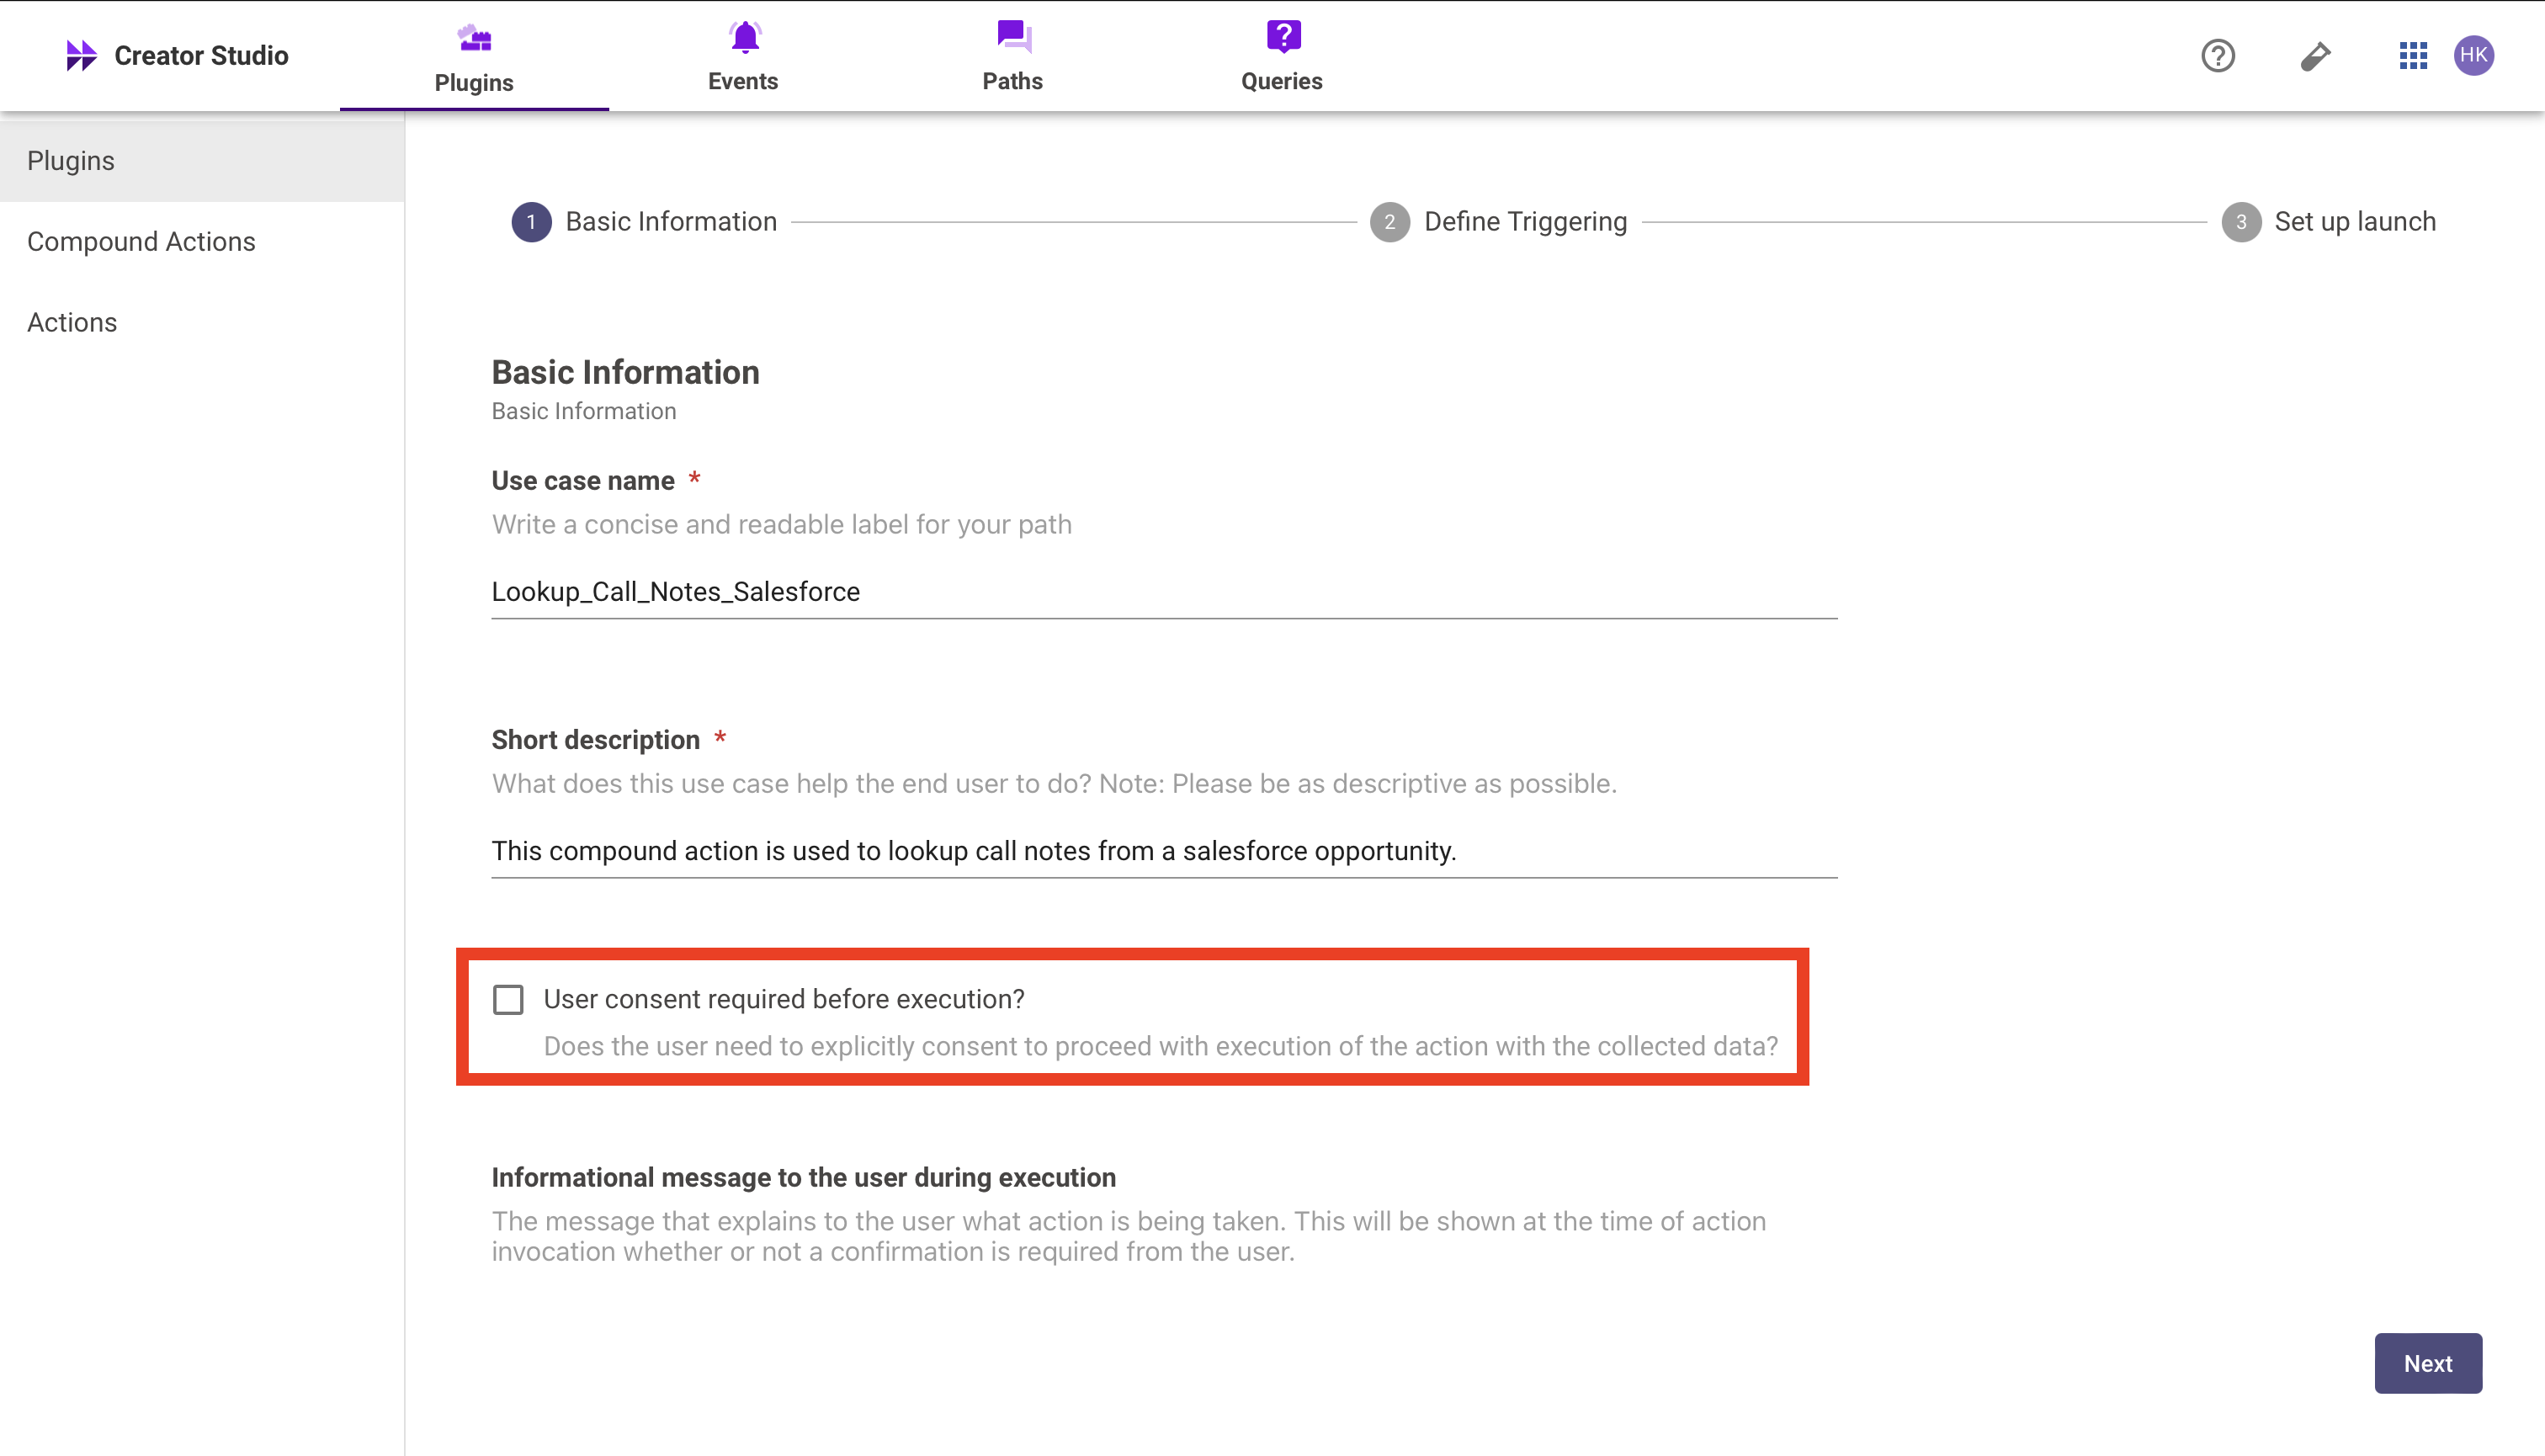 Creator Studio
Plugins
Events
Paths
Queries
HK
Plugins
Compound Actions
Actions
1 Basic Information
2 Define Triggering
3 Set up launch
Basic Information
Basic Information
Use case name *
Write a concise and readable label for your path
Lookup_Call_Notes_Salesforce
Short description *
What does this use case help the end user to do? Note: Please be as descriptive as possible.
This compound action is used to lookup call notes from a salesforce opportunity.
User consent required before execution?
Does the user need to explicitly consent to proceed with execution of the action with the collected data?
Informational message to the user during execution
The message that explains to the user what action is being taken. This will be shown at the time of action
invocation whether or not a confirmation is required from the user.
Next